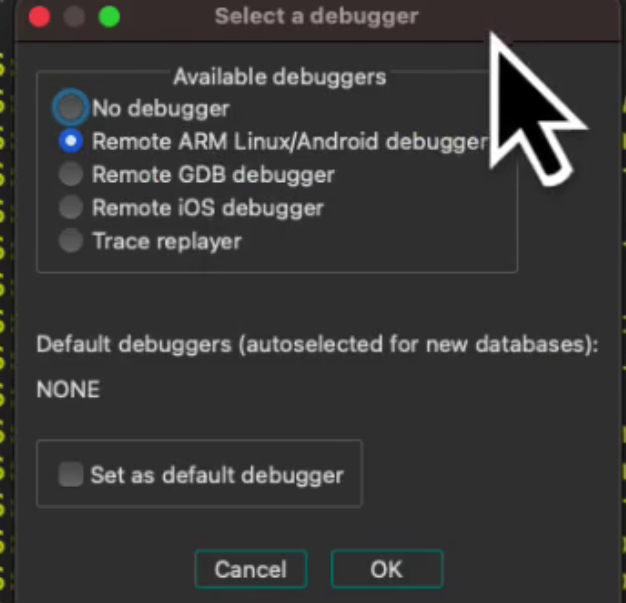 Select a debugger
Available debuggers
No debugger
Remote ARM Linux/Android debugger
Remote GDB debugger
Remote iOS debugger
Trace replayer
Default debuggers (autoselected for new databases):
NONE
Set as default debugger
Cancel
OK